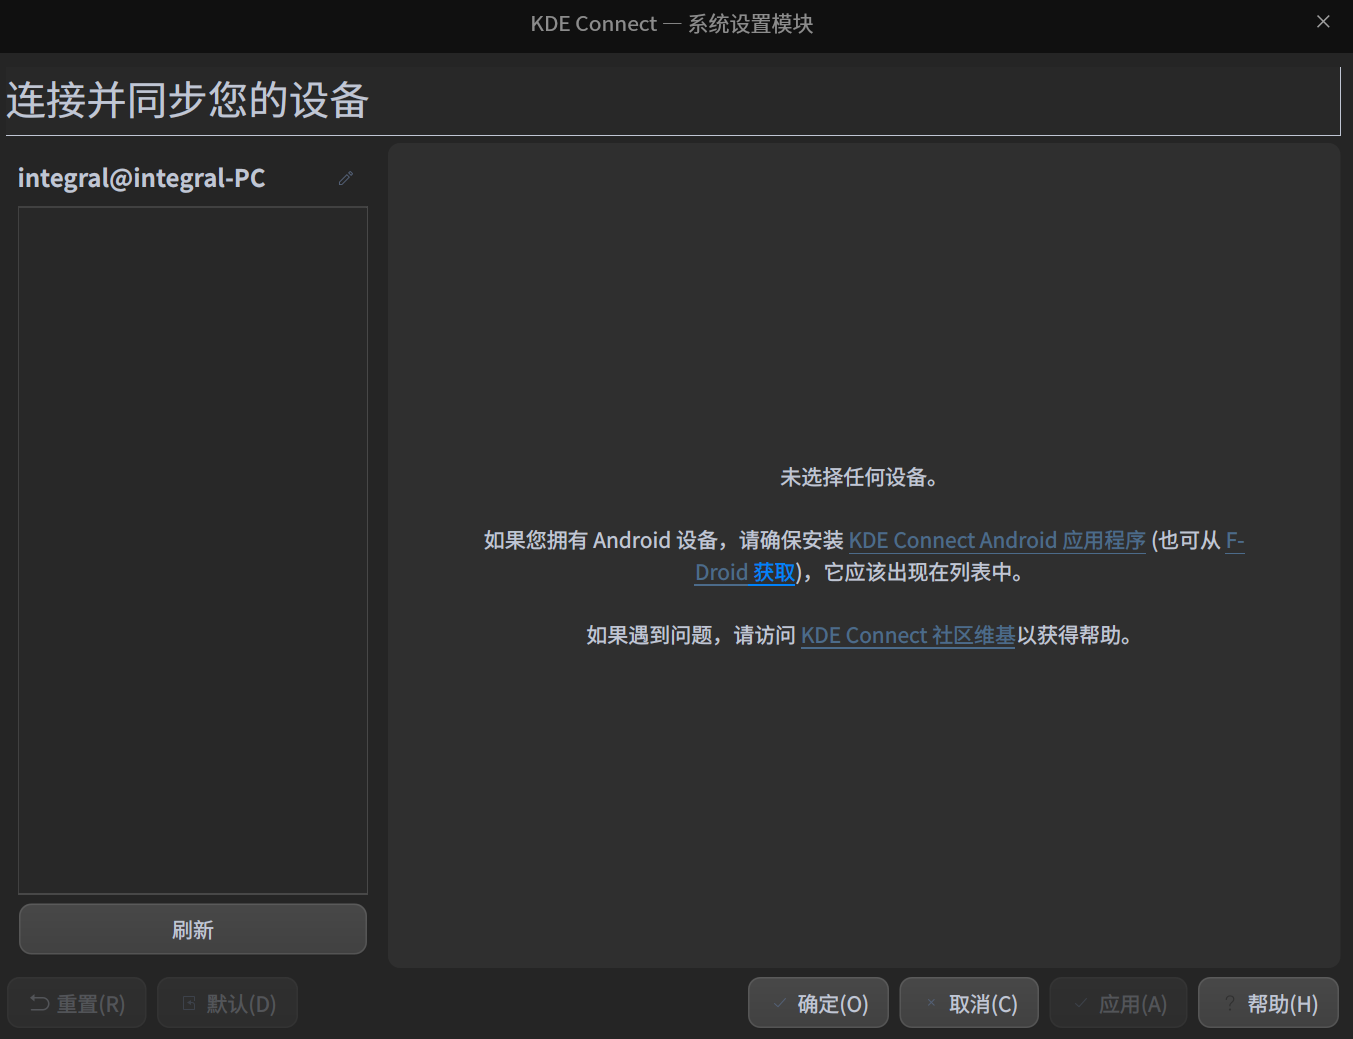 KDE Connect — 系统设置模块
连接并同步您的设备
integral@integral-PC
未选择任何设备。
如果您拥有 Android 设备，请确保安装 KDE Connect Android 应用程序 (也可从 F-
Droid 获取)，它应该出现在列表中。
如果遇到问题，请访问 KDE Connect 社区维基以获得帮助。
刷新
重置(R) 默认(D) 确定(O) 取消(C) 应用(A) 帮助(H)